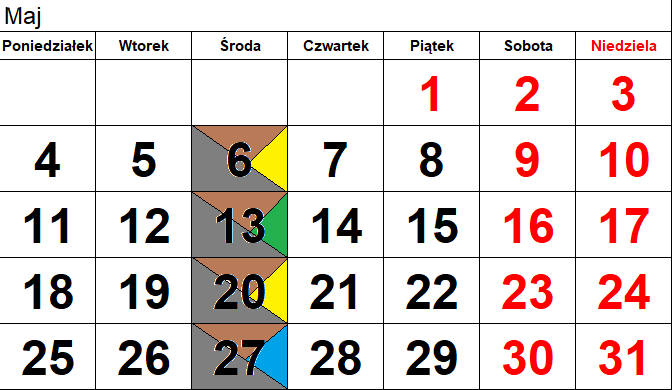 Maj
Poniedziałek Wtorek Środa Czwartek Piątek Sobota Niedziela
1 2 3
4 5 6 7 8 9 10
11 12 13 14 15 16 17
18 19 20 21 22 23 24
25 26 27 28 29 30 31